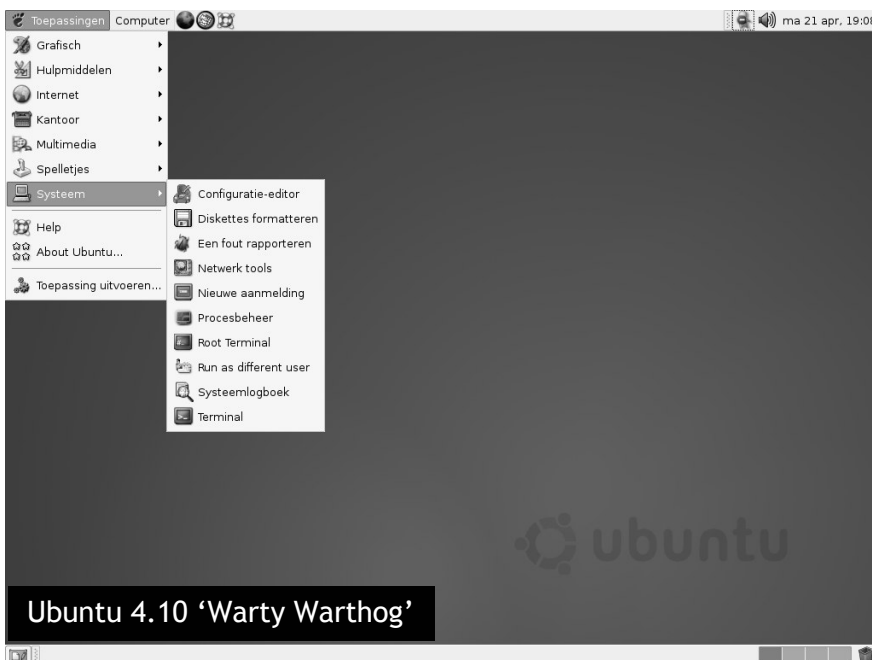 Toepassingen Computer ma 21 apr, 19:08
Grafisch
Hulpmiddelen
Internet
Kantoor
Multimedia
Spelletjes
Systeem
Help
About Ubuntu...
Toepassing uitvoeren...
Configuratie-editor
Diskettes formatteren
Een fout rapporteren
Netwerk tools
Nieuwe aanmelding
Procesbeheer
Root Terminal
Run as different user
Systeemlogboek
Terminal
ubuntu
Ubuntu 4.10 ‘Warty Warthog’